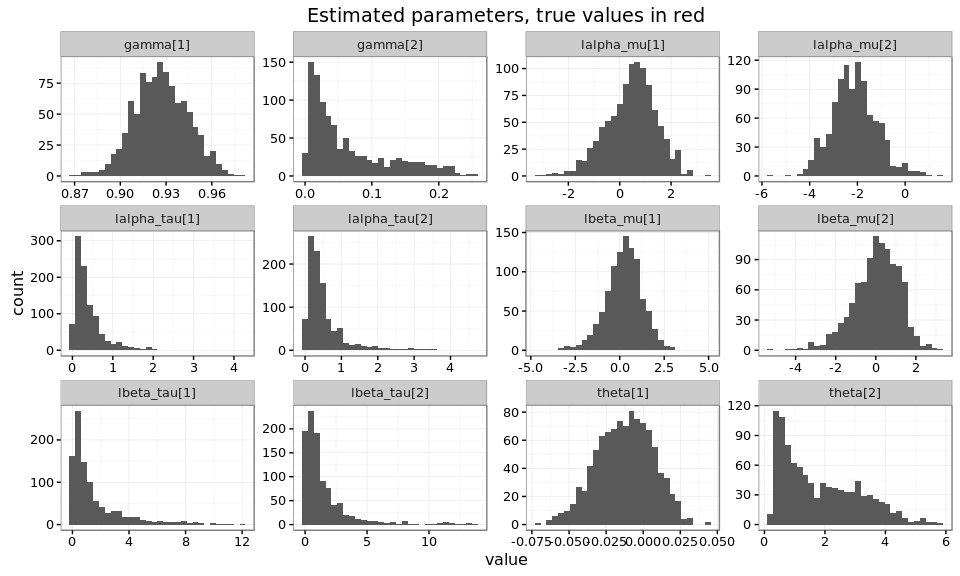 Estimated parameters, true values in red
gamma[1] gamma[2] lalpha_mu[1] lalpha_mu[2]
75 50 25 0
150 100 50 0
100 75 50 25 0
120 90 60 30 0
0.87 0.90 0.93 0.96
0.0 0.1 0.2
-2 0 2
-6 -4 -2 0
lalpha_tau[1] lalpha_tau[2] lbeta_mu[1] lbeta_mu[2]
300 200 100 0
200 100 0
150 100 50 0
90 60 30 0
0 1 2 3 4
0 1 2 3 4
-5.0 -2.5 0.0 2.5 5.0
-4 -2 0 2
lbeta_tau[1] lbeta_tau[2] theta[1] theta[2]
200 100 0
200 150 100 50 0
80 60 40 20 0
120 90 60 30 0
0 4 8 12
0 5 10
-0.075 -0.050 -0.025 0.000 0.025 0.050
0 2 4 6
count
value